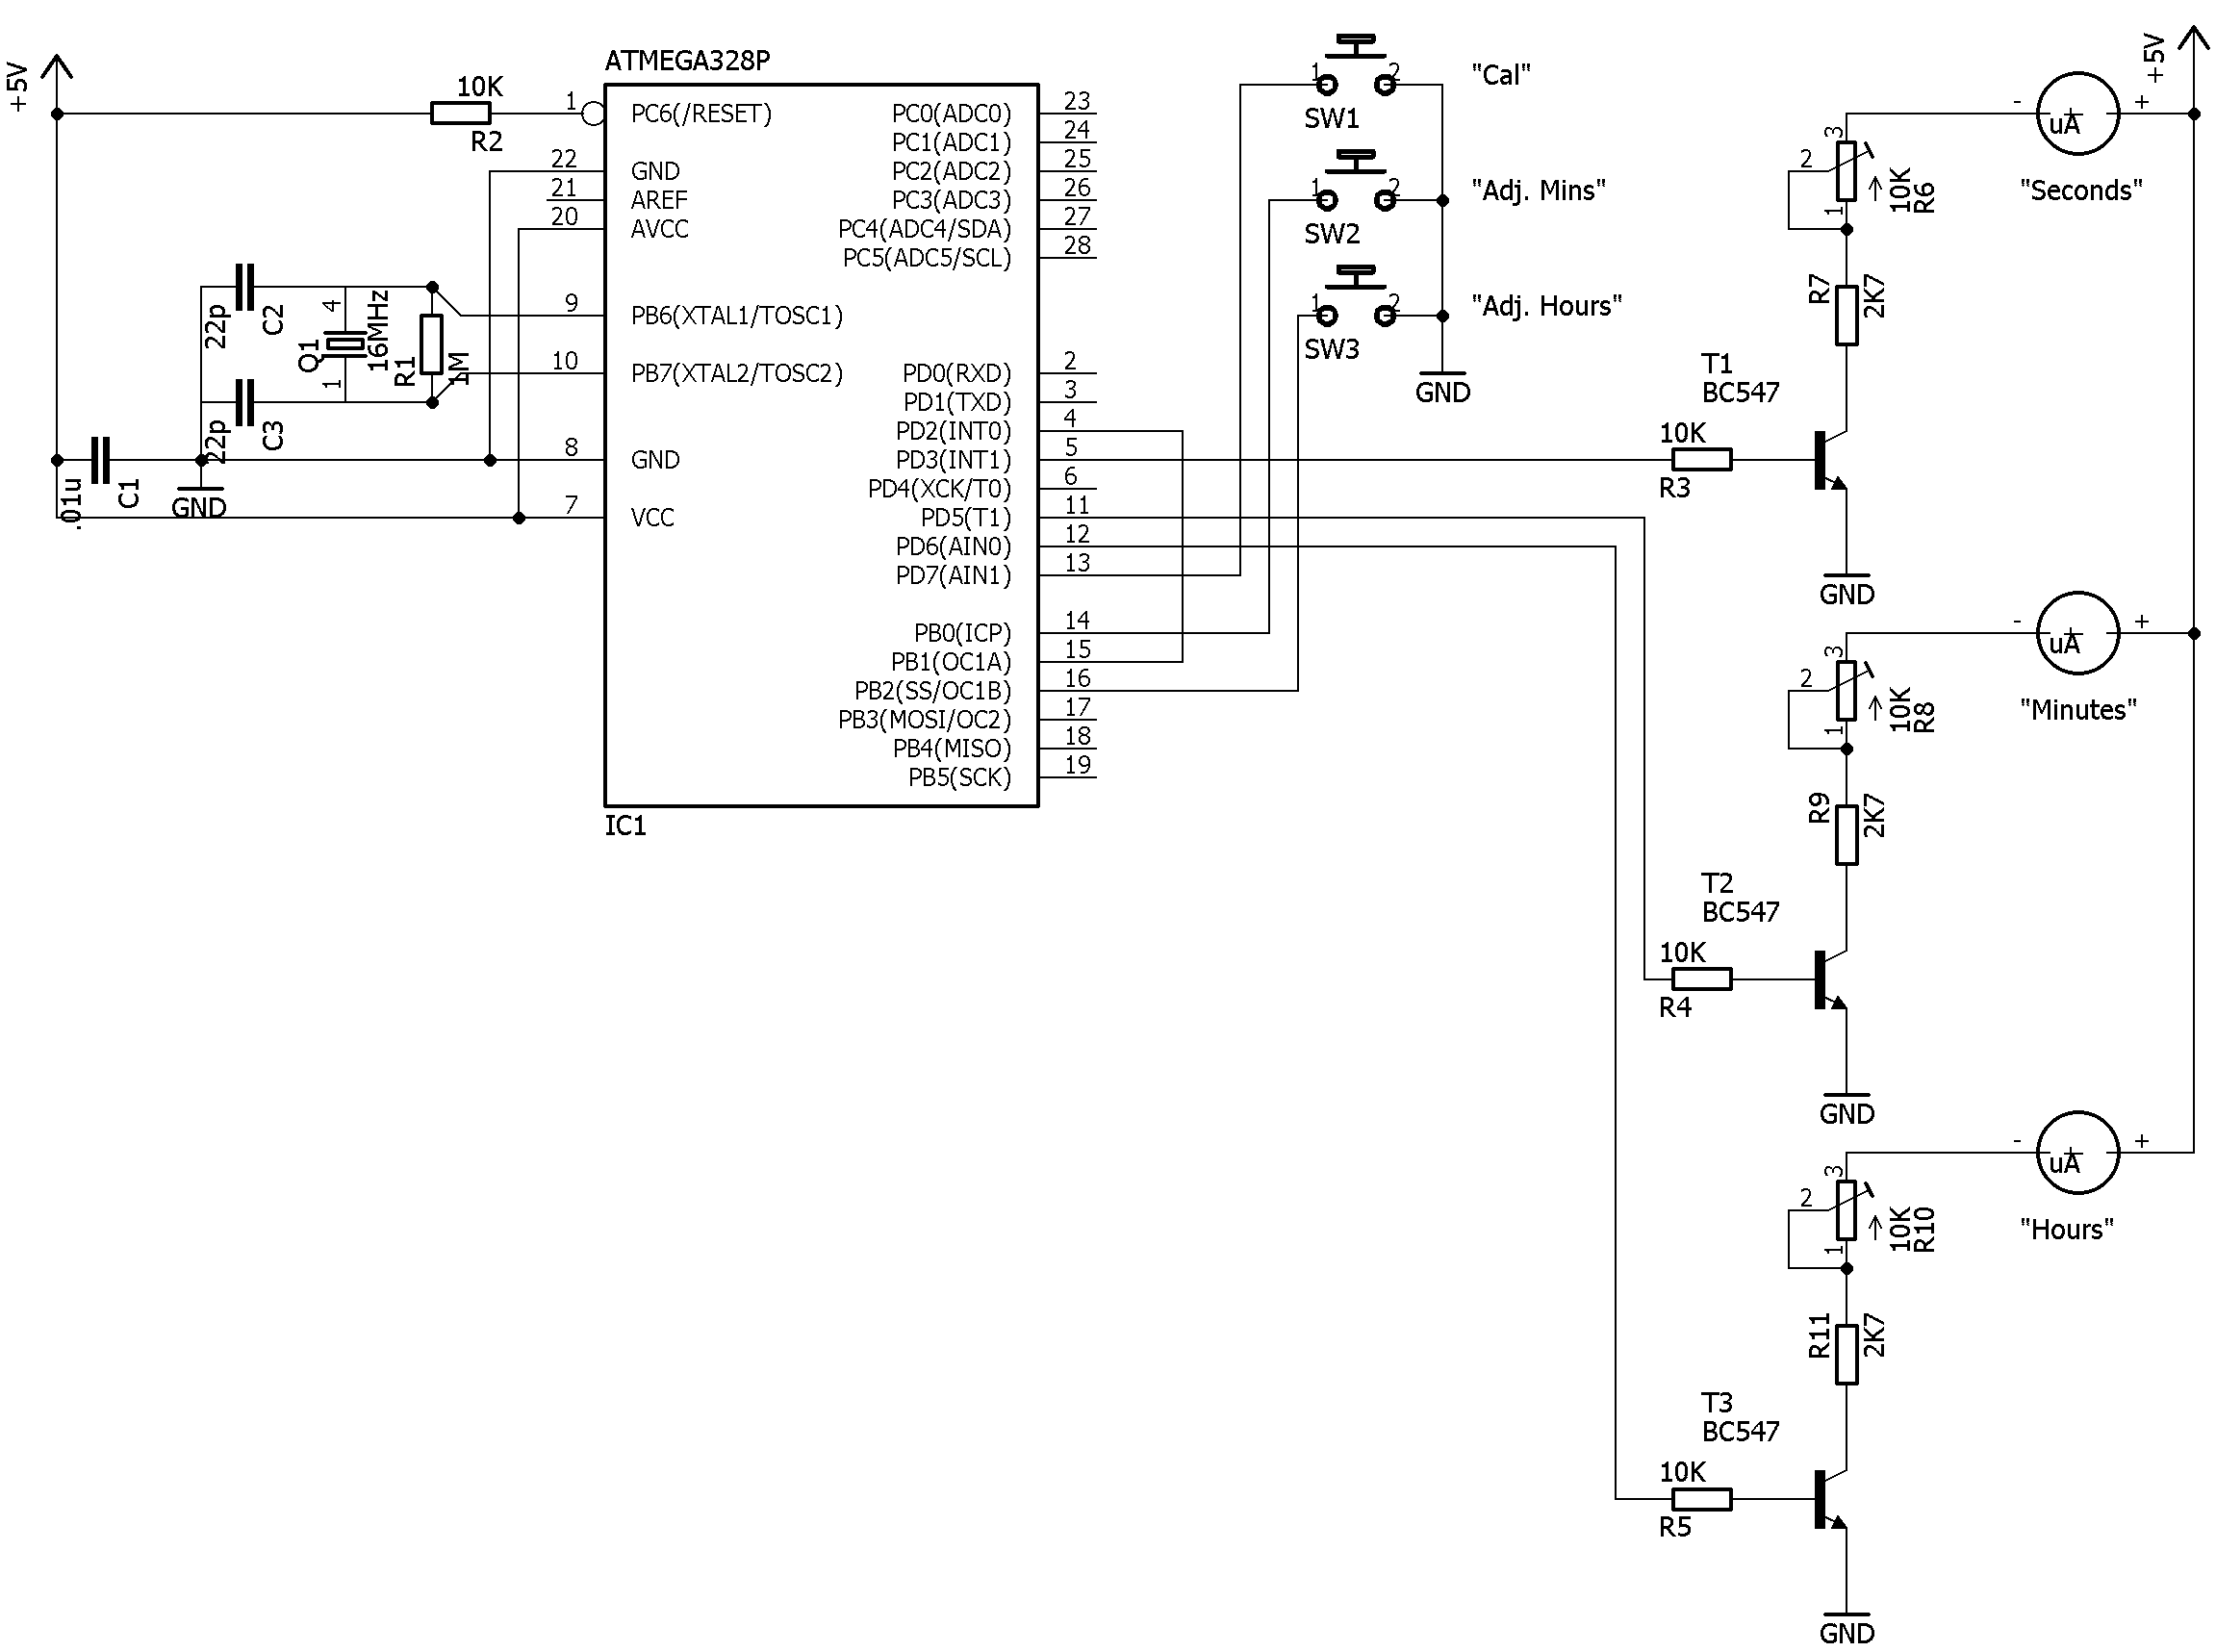 +5V
10K
R2
22p
C2
4
Q1
16MHz
1
R1
1M
22p
C3
.01u
C1
GND
ATMEGA328P
1 PC6(/RESET)
22 GND
21 AREF
20 AVCC
9 PB6(XTAL1/TOSC1)
10 PB7(XTAL2/TOSC2)
8 GND
7 VCC
PC0(ADC0) 23
PC1(ADC1) 24
PC2(ADC2) 25
PC3(ADC3) 26
PC4(ADC4/SDA) 27
PC5(ADC5/SCL) 28
PD0(RXD) 2
PD1(TXD) 3
PD2(INT0) 4
PD3(INT1) 5
PD4(XCK/T0) 6
PD5(T1) 11
PD6(AIN0) 12
PD7(AIN1) 13
PB0(ICP) 14
PB1(OC1A) 15
PB2(SS/OC1B) 16
PB3(MOSI/OC2) 17
PB4(MISO) 18
PB5(SCK) 19
IC1
1 2 "Cal"
SW1
1 2 "Adj. Mins"
SW2
1 2 "Adj. Hours"
SW3
GND
+5V
- uA +
"Seconds"
3
2
1
10K
R6
R7
2K7
T1
BC547
10K
R3
GND
- uA +
"Minutes"
3
2
1
10K
R8
R9
2K7
T2
BC547
10K
R4
GND
- uA +
"Hours"
3
2
1
10K
R10
R11
2K7
T3
BC547
10K
R5
GND